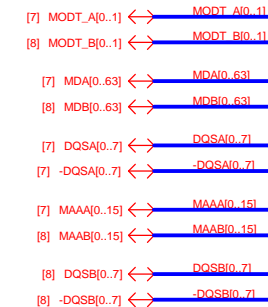 [7] MODT_A[0..1] MODT_A[0..1]
[8] MODT_B[0..1] MODT_B[0..1]
[7] MDA[0..63] MDA[0..63]
[8] MDB[0..63] MDB[0..63]
[7] DQSA[0..7] DQSA[0..7]
[7] -DQSA[0..7] -DQSA[0..7]
[7] MAAA[0..15] MAAA[0..15]
[8] MAAB[0..15] MAAB[0..15]
[8] DQSB[0..7] DQSB[0..7]
[8] -DQSB[0..7] -DQSB[0..7]